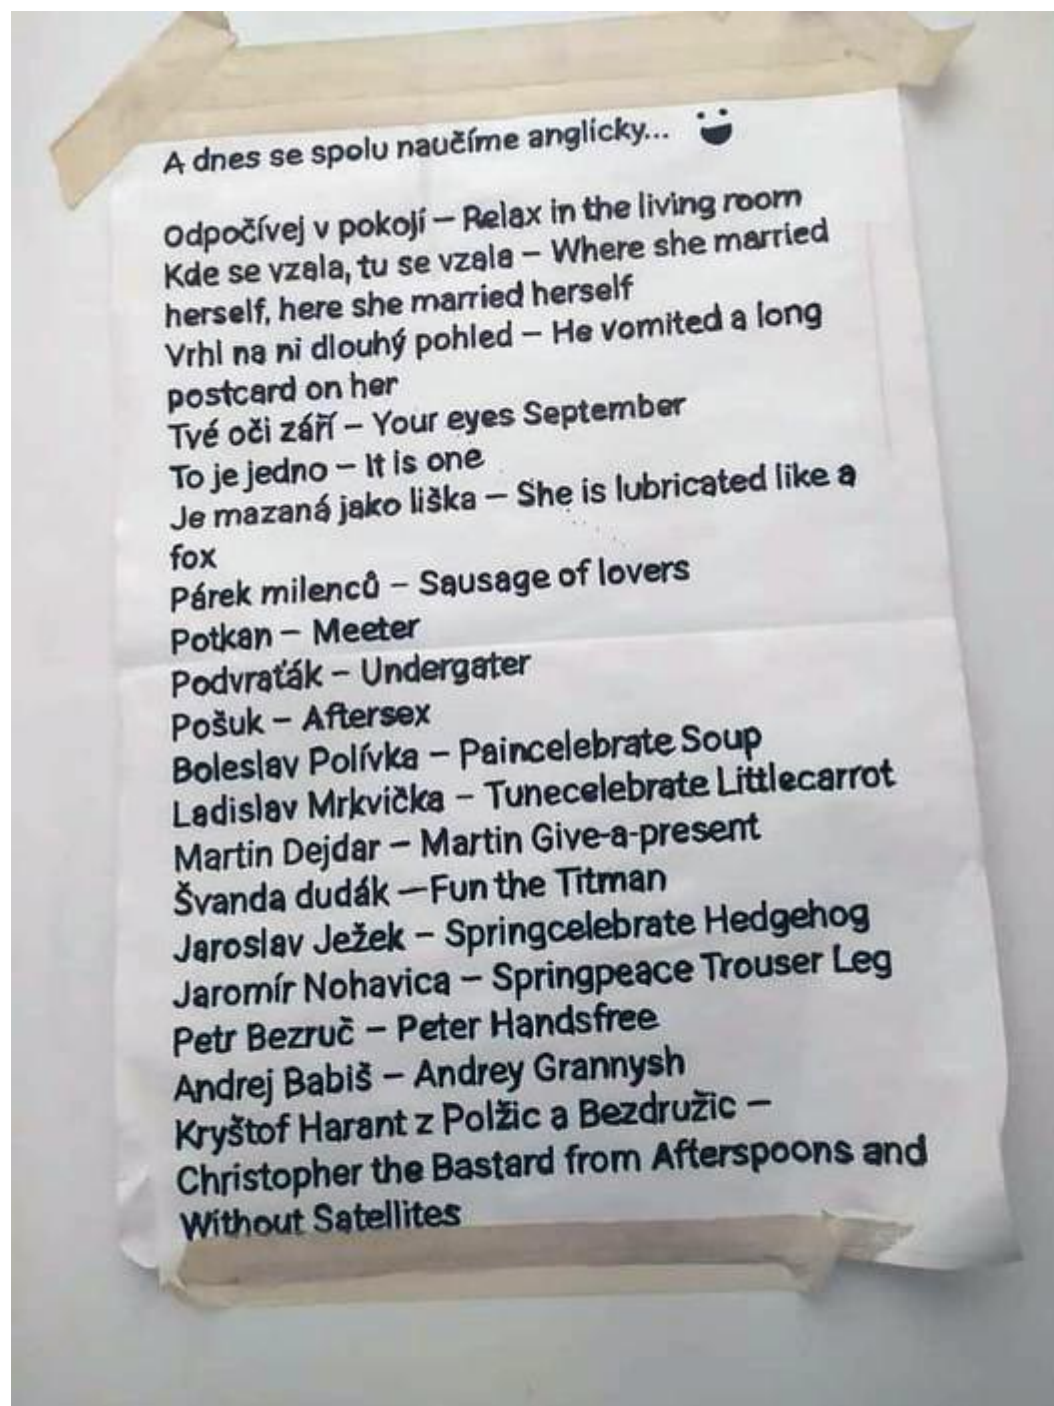 A dnes se spolu naučíme anglicky...
Odpočívej v pokoji – Relax in the living room
Kde se vzala, tu se vzala – Where she married
herself, here she married herself
Vrhl na ni dlouhý pohled – He vomited a long
postcard on her
Tvé oči září – Your eyes September
To je jedno – It is one
Je mazaná jako liška – She is lubricated like a
fox
Párek milenců – Sausage of lovers
Potkan – Meeter
Podvraťák – Undergater
Pošuk – Aftersex
Boleslav Polívka – Paincelebrate Soup
Ladislav Mrkvička – Tunecelebrate Littlecarrot
Martin Dejdar – Martin Give-a-present
Švanda dudák – Fun the Titman
Jaroslav Ježek – Springcelebrate Hedgehog
Jaromír Nohavica – Springpeace Trouser Leg
Petr Bezruč – Peter Handsfree
Andrej Babiš – Andrey Grannysh
Kryštof Harant z Polžic a Bezdružic –
Christopher the Bastard from Afterspoons and
Without Satellites